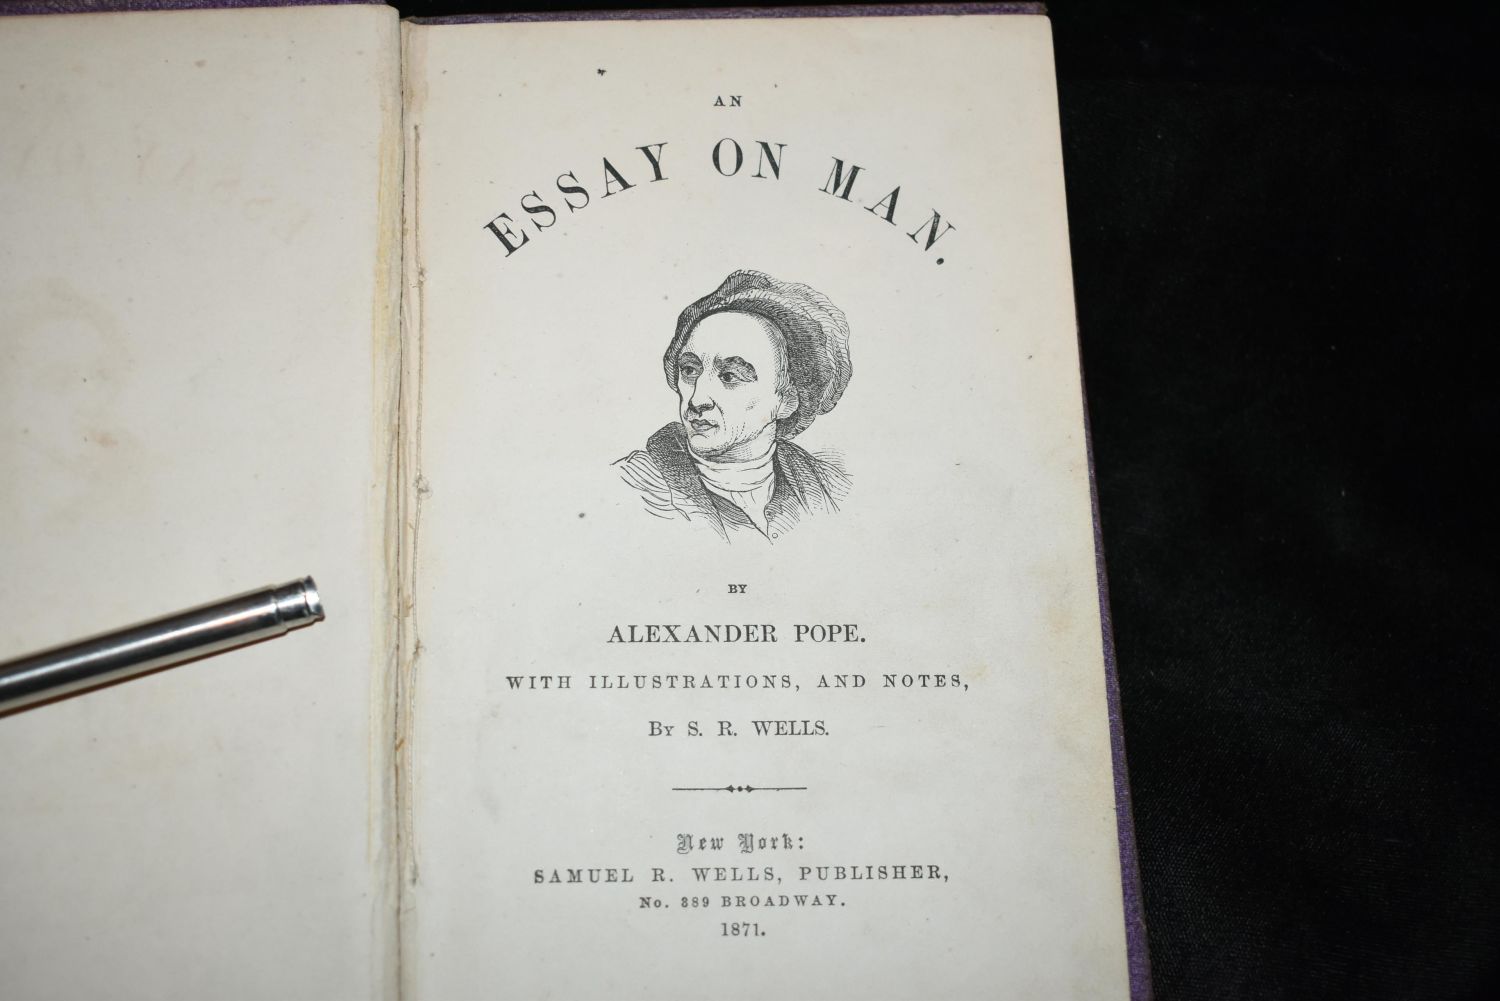 AN
ESSAY ON MAN.
BY
ALEXANDER POPE.
WITH ILLUSTRATIONS, AND NOTES,
By S. R. WELLS.
New York:
SAMUEL R. WELLS, PUBLISHER,
No. 389 BROADWAY.
1871.